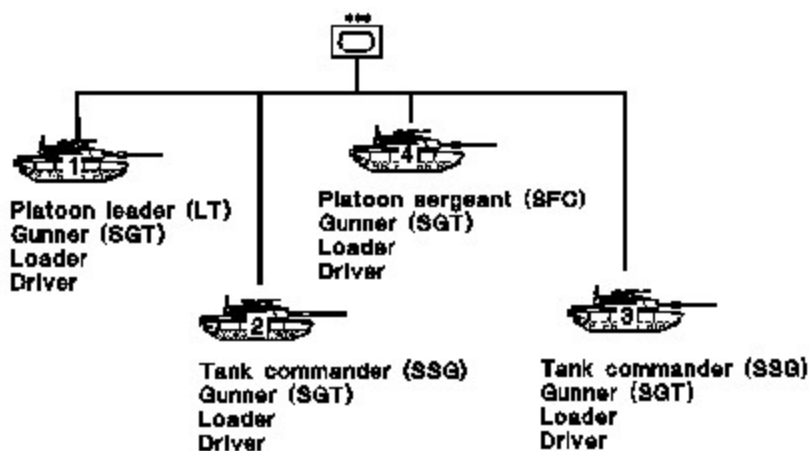 1
Platoon leader (LT)
Gunner (SGT)
Loader
Driver
4
Platoon sergeant (SFC)
Gunner (SGT)
Loader
Driver
2
Tank commander (SSG)
Gunner (SGT)
Loader
Driver
3
Tank commander (SSG)
Gunner (SGT)
Loader
Driver